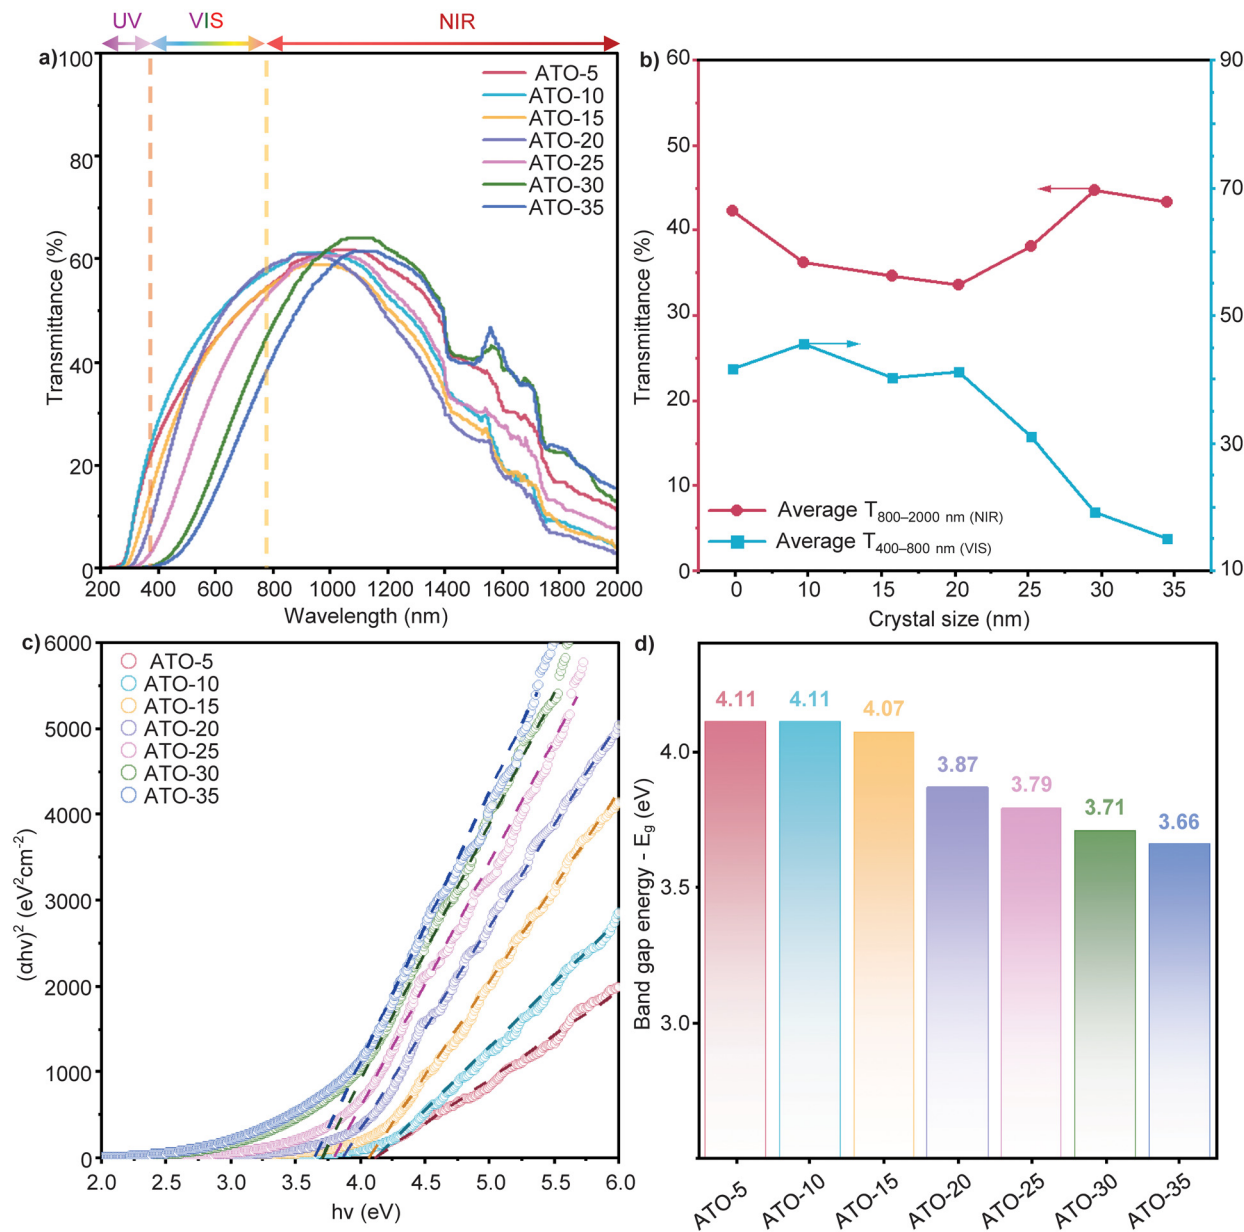 UV VIS NIR
a)
100
80
60
40
20
0
Transmittance (%)
ATO-5
ATO-10
ATO-15
ATO-20
ATO-25
ATO-30
ATO-35
200 400 600 800 1000 1200 1400 1600 1800 2000
Wavelength (nm)
b)
60
50
40
30
20
10
0
Transmittance (%)
90
70
50
30
10
Average T800–2000 nm (NIR)
Average T400–800 nm (VIS)
0 10 15 20 25 30 35
Crystal size (nm)
c)
6000
5000
4000
3000
2000
1000
0
(αhv)² (eV²cm⁻²)
ATO-5
ATO-10
ATO-15
ATO-20
ATO-25
ATO-30
ATO-35
2.0 2.5 3.0 3.5 4.0 4.5 5.0 5.5 6.0
hv (eV)
d)
4.0
3.5
3.0
Band gap energy - Eg (eV)
4.11 4.11 4.07 3.87 3.79 3.71 3.66
ATO-5 ATO-10 ATO-15 ATO-20 ATO-25 ATO-30 ATO-35